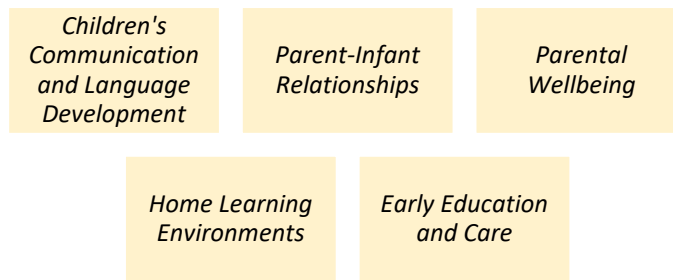 Children's
Communication
and Language
Development
Parent-Infant
Relationships
Parental
Wellbeing
Home Learning
Environments
Early Education
and Care